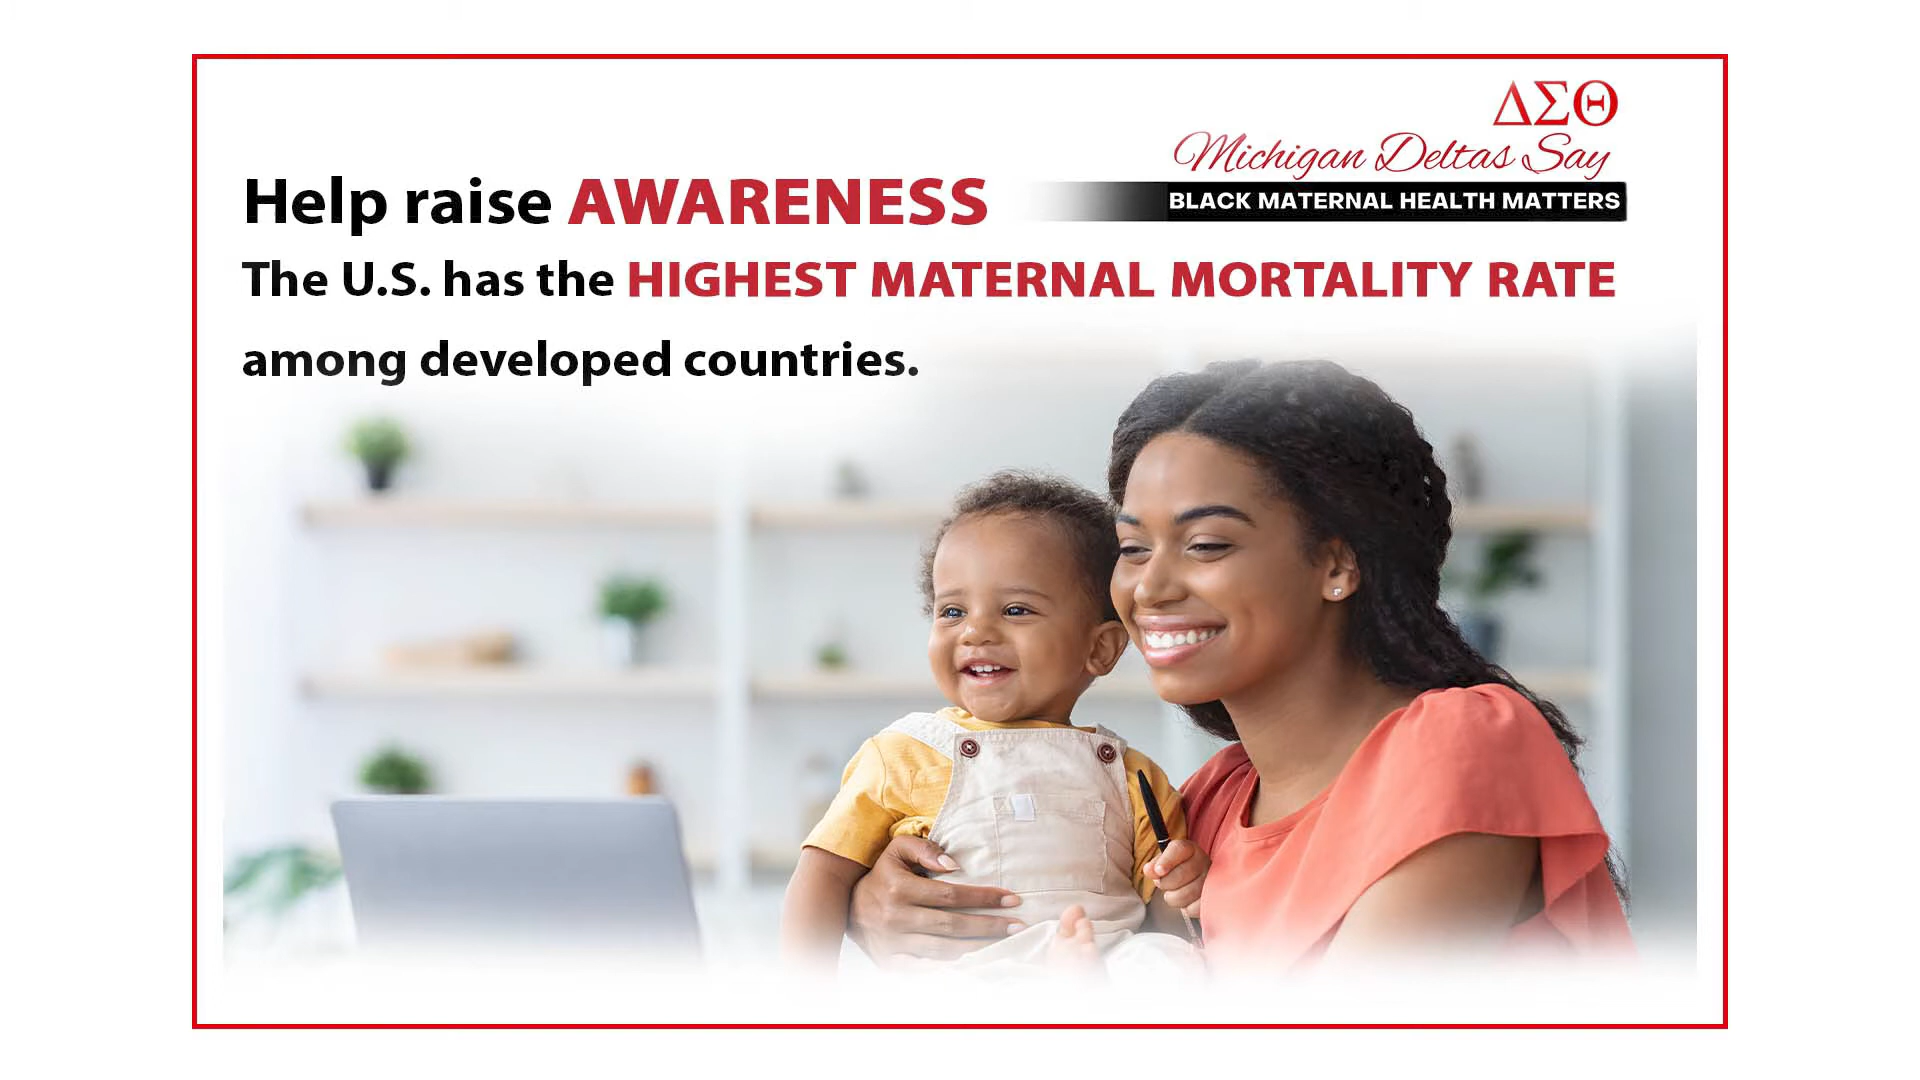 ΔΣΘ
Michigan Deltas Say
BLACK MATERNAL HEALTH MATTERS
Help raise AWARENESS
The U.S. has the HIGHEST MATERNAL MORTALITY RATE
among developed countries.